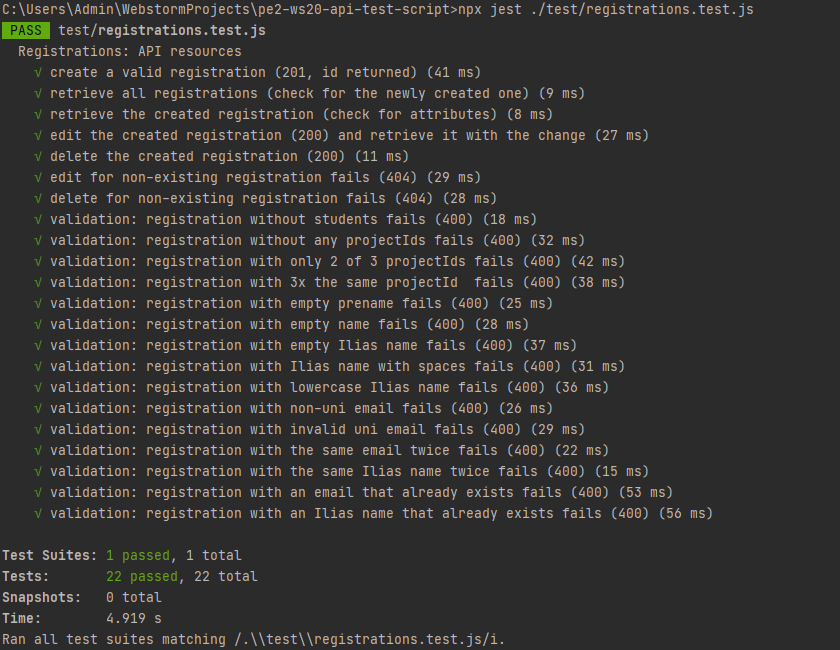 C:\Users\Admin\WebstormProjects\pe2-ws20-api-test-script>npx jest ./test/registrations.test.js
PASS test/registrations.test.js
Registrations: API resources
√ create a valid registration (201, id returned) (41 ms)
√ retrieve all registrations (check for the newly created one) (9 ms)
√ retrieve the created registration (check for attributes) (8 ms)
√ edit the created registration (200) and retrieve it with the change (27 ms)
√ delete the created registration (200) (11 ms)
√ edit for non-existing registration fails (404) (29 ms)
√ delete for non-existing registration fails (404) (28 ms)
√ validation: registration without students fails (400) (18 ms)
√ validation: registration without any projectIds fails (400) (32 ms)
√ validation: registration with only 2 of 3 projectIds fails (400) (42 ms)
√ validation: registration with 3x the same projectId  fails (400) (38 ms)
√ validation: registration with empty prename fails (400) (25 ms)
√ validation: registration with empty name fails (400) (28 ms)
√ validation: registration with empty Ilias name fails (400) (37 ms)
√ validation: registration with Ilias name with spaces fails (400) (31 ms)
√ validation: registration with lowercase Ilias name fails (400) (36 ms)
√ validation: registration with non-uni email fails (400) (26 ms)
√ validation: registration with invalid uni email fails (400) (29 ms)
√ validation: registration with the same email twice fails (400) (22 ms)
√ validation: registration with the same Ilias name twice fails (400) (15 ms)
√ validation: registration with an email that already exists fails (400) (53 ms)
√ validation: registration with an Ilias name that already exists fails (400) (56 ms)
Test Suites: 1 passed, 1 total
Tests:       22 passed, 22 total
Snapshots:   0 total
Time:        4.919 s
Ran all test suites matching /.\\test\\registrations.test.js/i.